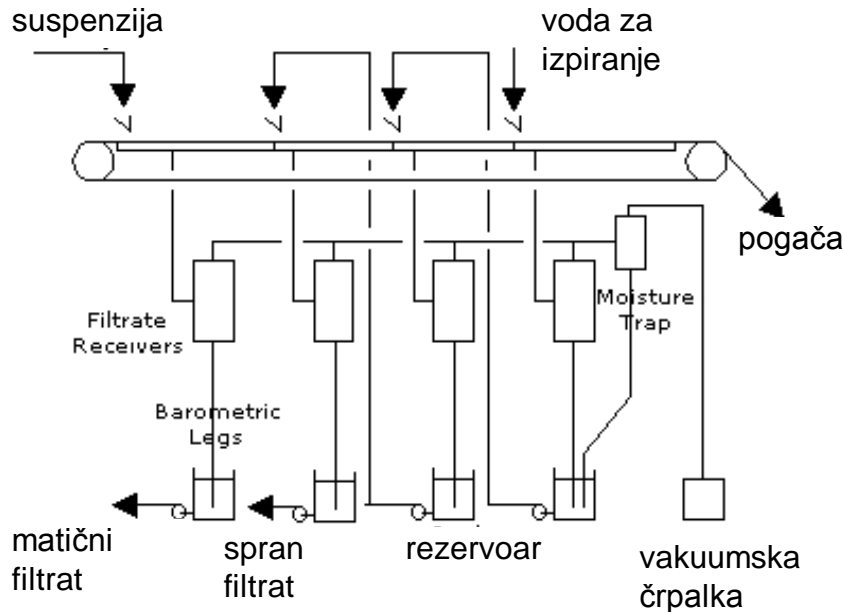 suspenzija
voda za
izpiranje
pogača
Moisture
Trap
Filtrate
Receivers
Barometric
Legs
matični
filtrat
spran
filtrat
rezervoar
vakuumska
črpalka